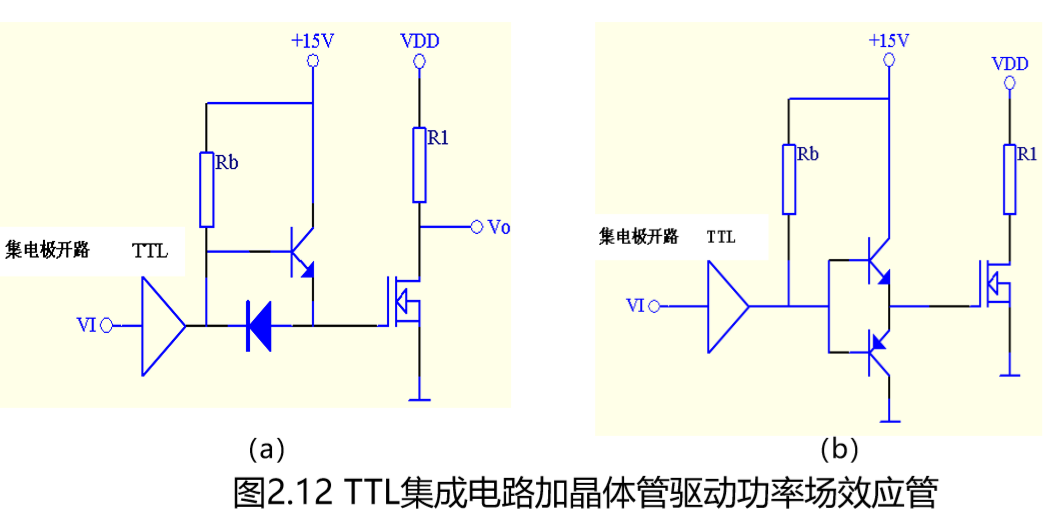 +15V
VDD
R1
Rb
Vo
集电极开路 TTL
VI
(a)
+15V
VDD
Rb
R1
集电极开路 TTL
VI
(b)
图2.12 TTL集成电路加晶体管驱动功率场效应管